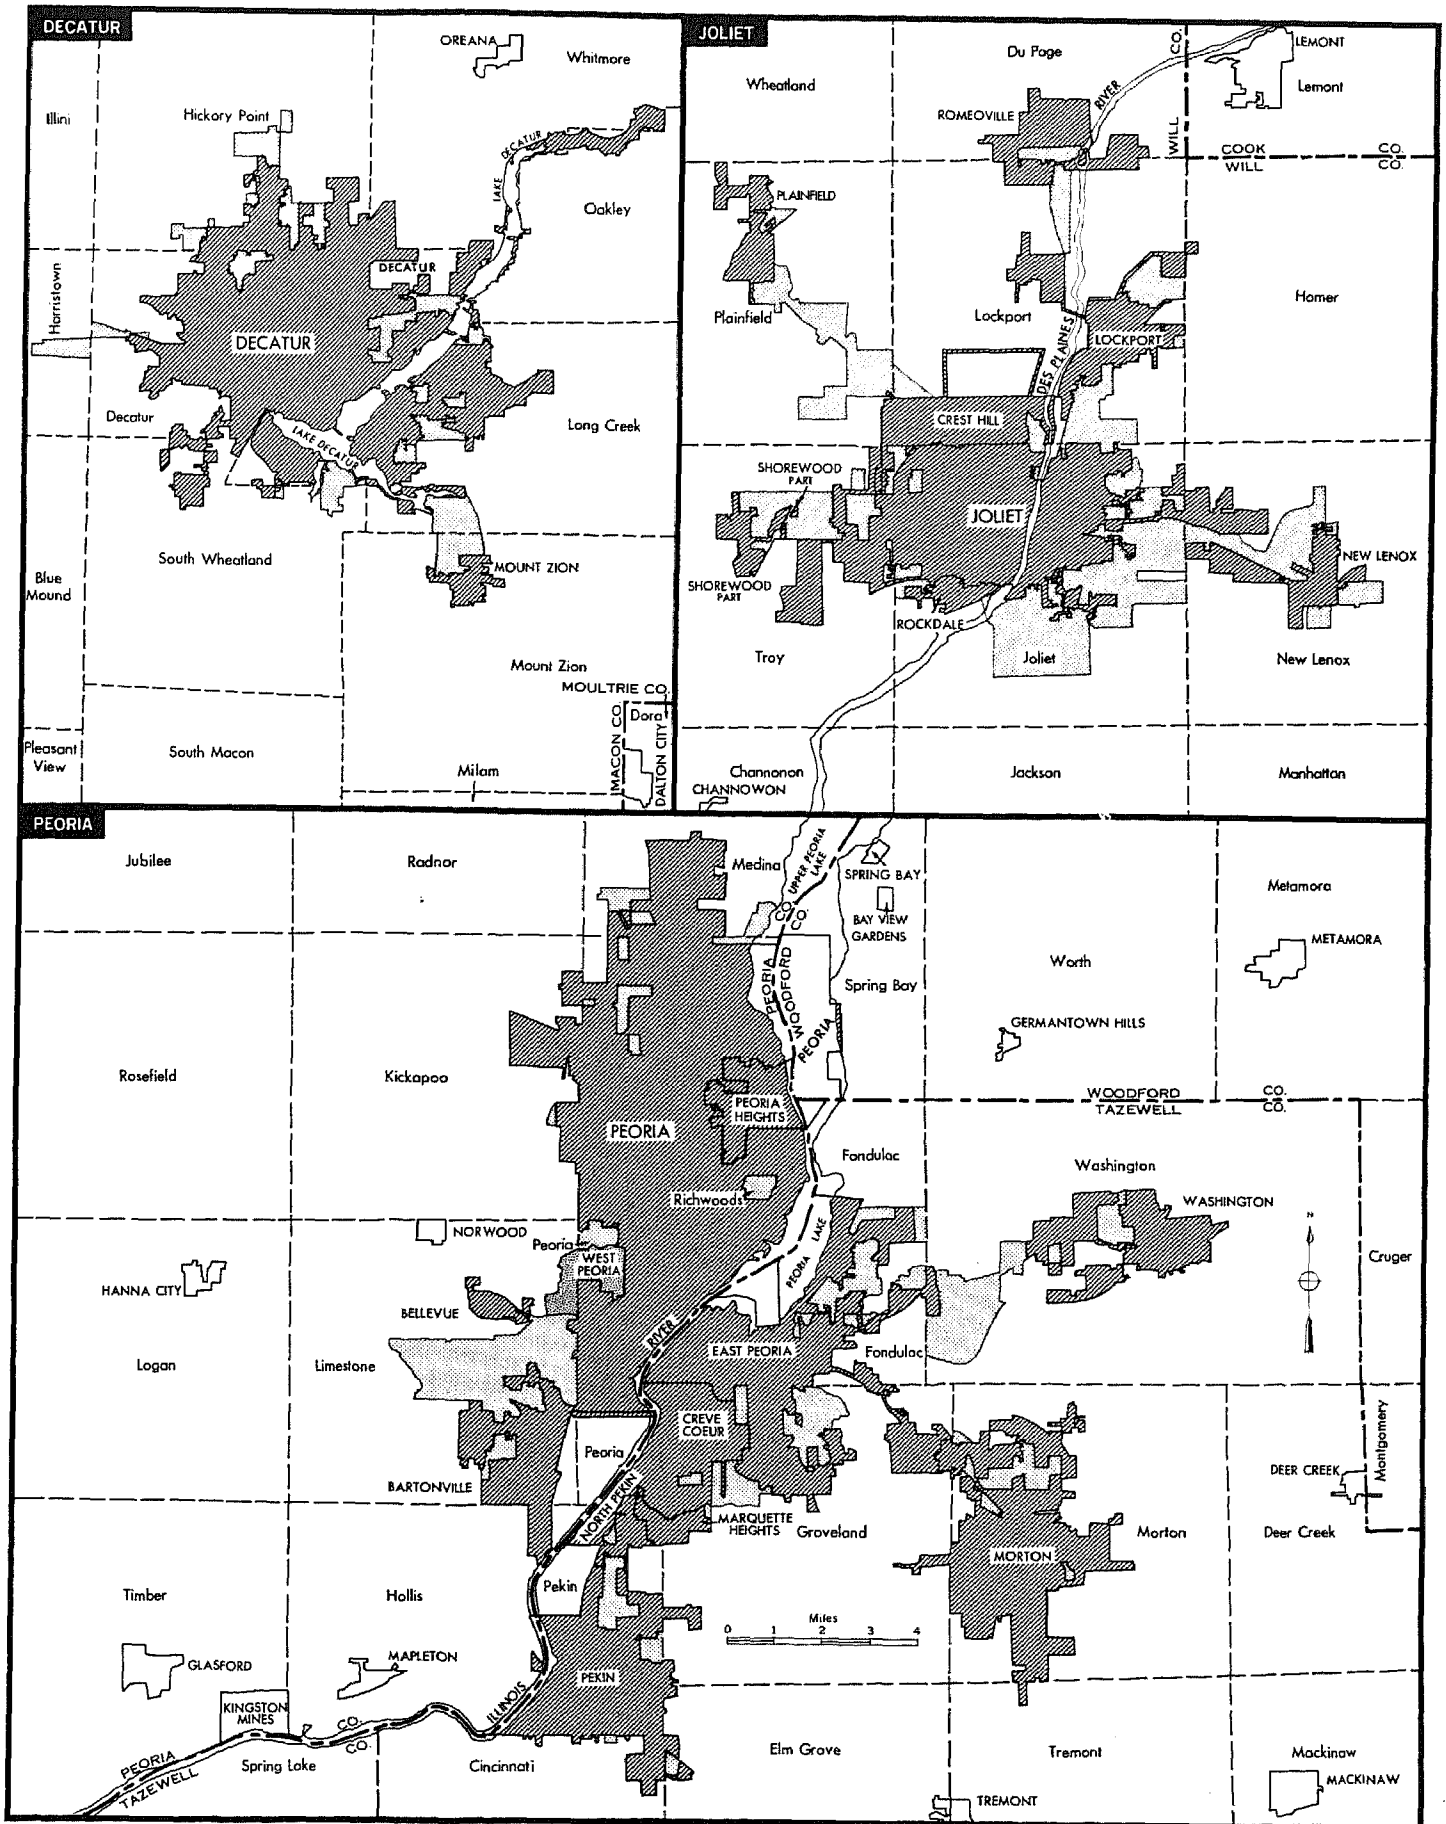 DECATUR
OREANA
Whitmore
Illini
Hickory Point
LAKE
DECATUR
Oakley
Harristown
DECATUR
DECATUR
Decatur
LAKE DECATUR
Long Creek
South Wheatland
Blue
Mound
MOUNT ZION
Mount Zion
MOULTRIE CO.
MACON CO.
Dora
DALTON CITY
Pleasant
View
South Macon
Milam
JOLIET
Wheatland
Du Page
CO.
WILL
LEMONT
Lemont
ROMEOVILLE
RIVER
COOK CO.
WILL CO.
PLAINFIELD
Plainfield
Lockport
LOCKPORT
Homer
DES PLAINES
CREST HILL
SHOREWOOD
PART
JOLIET
NEW LENOX
SHOREWOOD
PART
ROCKDALE
Troy
Joliet
New Lenox
Channonon
CHANNOWON
Jackson
Manhattan
PEORIA
Jubilee
Radnor
Medina
UPPER PEORIA
LAKE
SPRING BAY
BAY VIEW
GARDENS
Metamora
METAMORA
CO.
CO.
PEORIA
WOODFORD
PEORIA
Spring Bay
Worth
GERMANTOWN HILLS
Rosefield
Kickapoo
PEORIA
HEIGHTS
PEORIA
WOODFORD CO.
TAZEWELL CO.
Fondulac
Washington
WASHINGTON
Richwoods
NORWOOD
Peoria
WEST
PEORIA
PEORIA LAKE
N
Cruger
HANNA CITY
BELLEVUE
RIVER
EAST PEORIA
Fondulac
Logan
Limestone
CREVE
COEUR
Peoria
Montgomery
DEER CREEK
BARTONVILLE
NORTH PEKIN
MARQUETTE
HEIGHTS
Groveland
Morton
Deer Creek
MORTON
Timber
Hollis
Pekin
Miles
0 1 2 3 4
GLASFORD
MAPLETON
PEKIN
KINGSTON
MINES
ILLINOIS
CO.
CO.
PEORIA
TAZEWELL
Spring Lake
Cincinnati
Elm Grove
Tremont
Mackinaw
MACKINAW
TREMONT